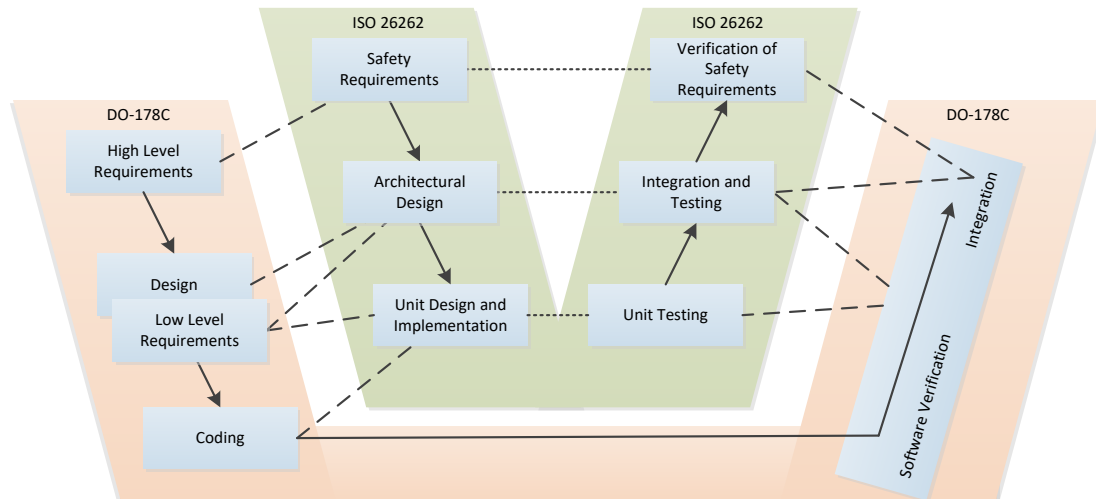 ISO 26262
ISO 26262
Safety
Requirements
Verification of
Safety
Requirements
DO-178C
DO-178C
High Level
Requirements
Architectural
Design
Integration and
Testing
Integration
Design
Low Level
Requirements
Unit Design and
Implementation
Unit Testing
Coding
Software Verification